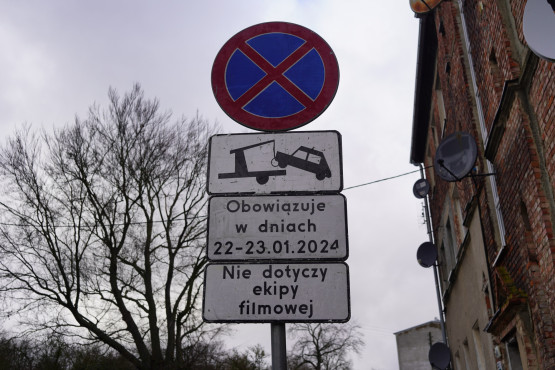 Obowiązuje
w dniach
22-23.01.2024
Nie dotyczy
ekipy
filmowej